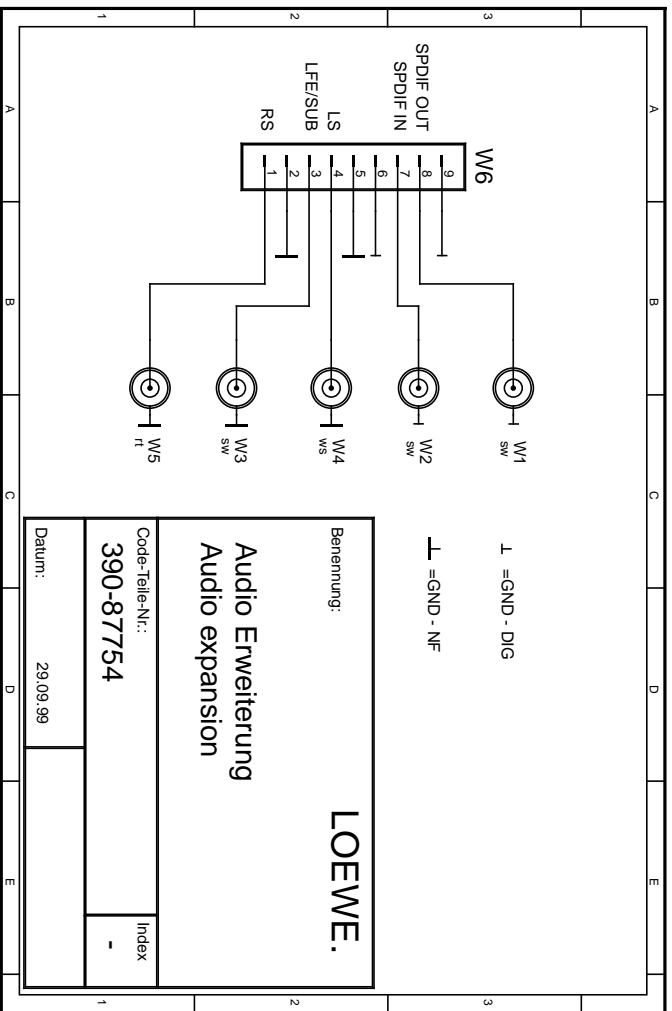 A
B
C
D
E
3
2
1
3
2
1
A
B
C
D
E
W6
SPDIF OUT
SPDIF IN
LS
LFE/SUB
RS
9
8
7
6
5
4
3
2
1
W1
sw
W2
sw
W4
ws
W3
sw
W5
rt
=GND - DIG
=GND - NF
LOEWE.
Benennung:
Audio Erweiterung
Audio expansion
Code-Teile-Nr.:
390-87754
Index
-
Datum:
29.09.99